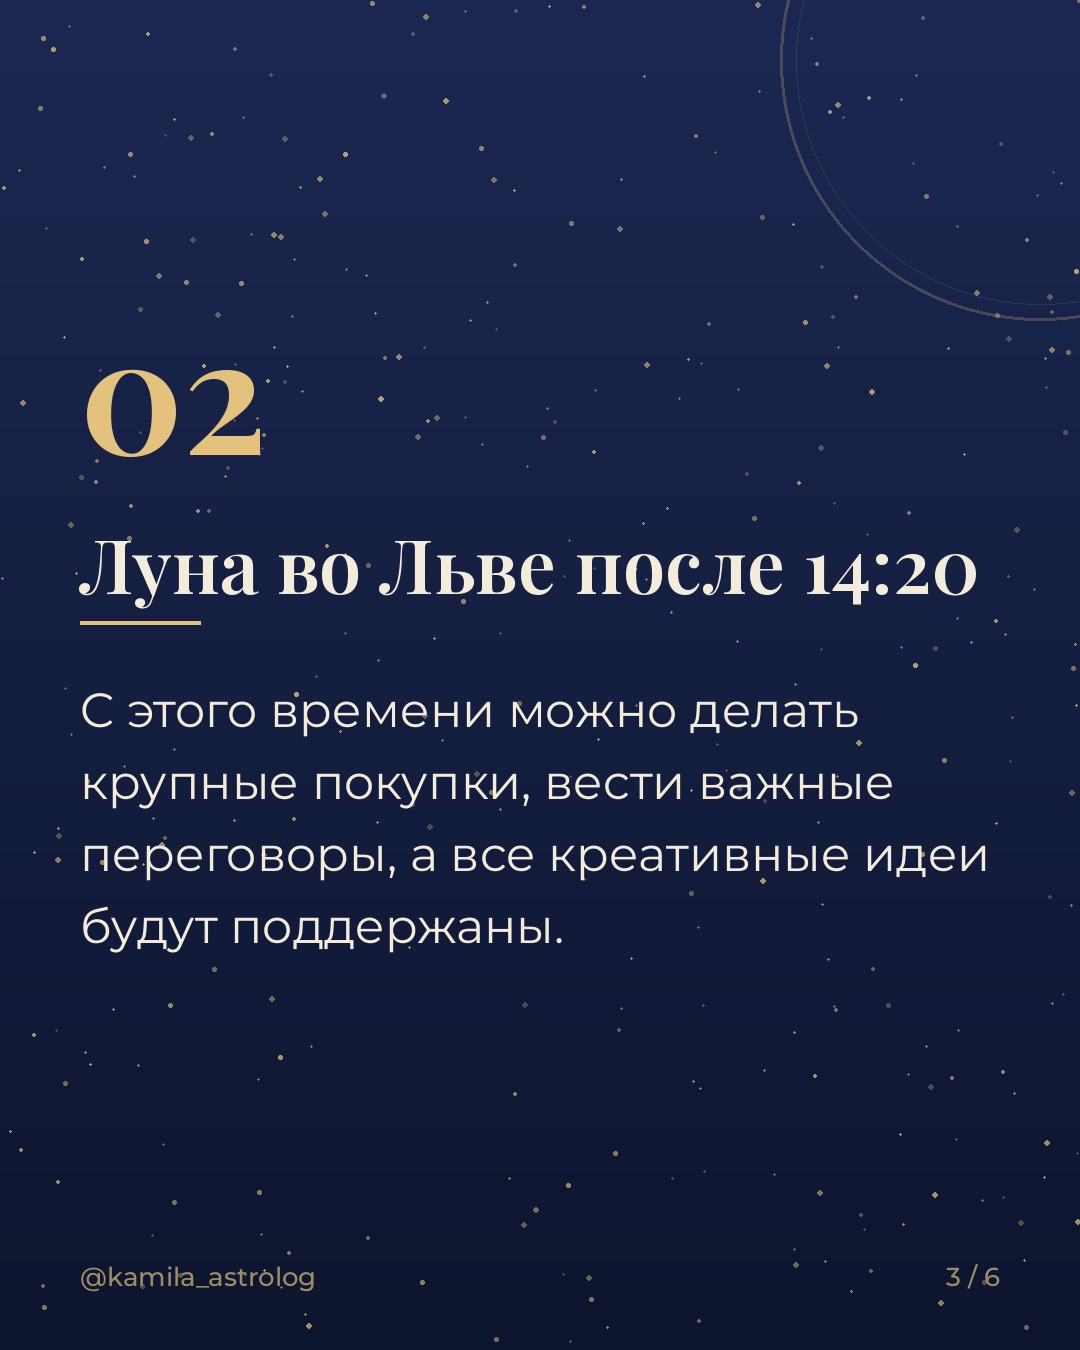 02
Луна во Льве после 14:20
С этого времени можно делать
крупные покупки, вести важные
переговоры, а все креативные идеи
будут поддержаны.
@kamila_astrolog
3 / 6